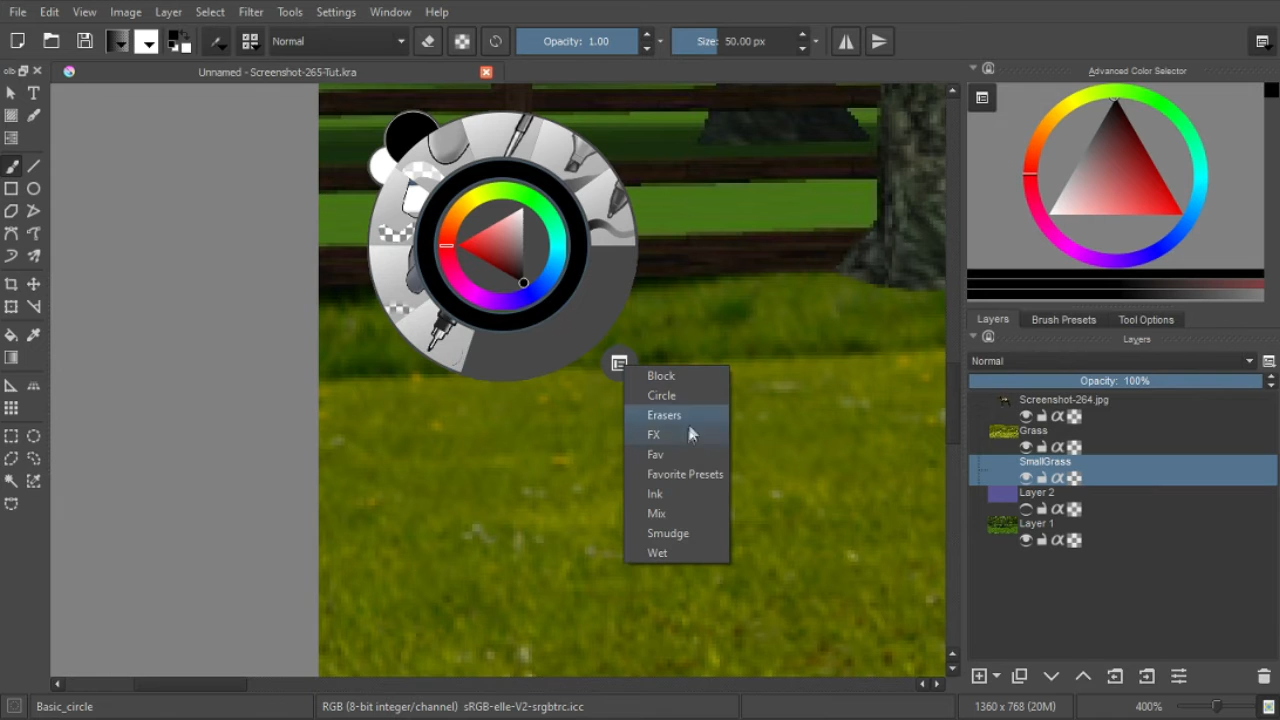 File Edit View Image Layer Select Filter Tools Settings Window Help
Normal Opacity: 1.00 Size: 50.00 px
Unnamed - Screenshot-265-Tut.kra
Advanced Color Selector
Block
Circle
Erasers
FX
Fav
Favorite Presets
Ink
Mix
Smudge
Wet
Layers Brush Presets Tool Options
Layers
Normal
Opacity: 100%
Screenshot-264.jpg
Grass
SmallGrass
Layer 2
Layer 1
Basic_circle RGB (8-bit integer/channel) sRGB-elle-V2-srgbtrc.icc 1360 x 768 (20M) 400%